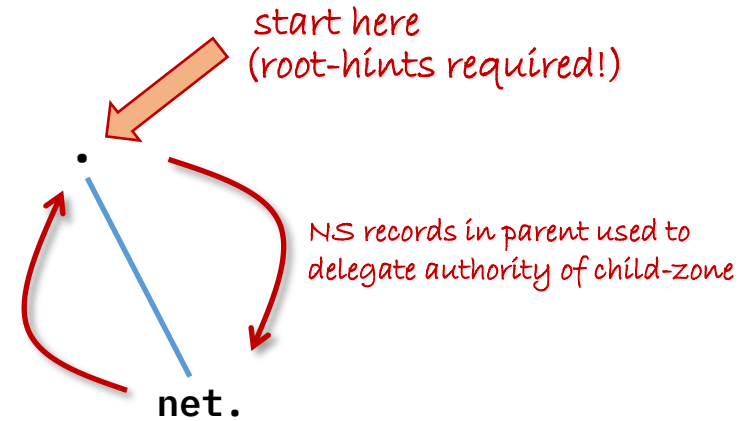 start here
(root-hints required!)
.
NS records in parent used to
delegate authority of child-zone
net.